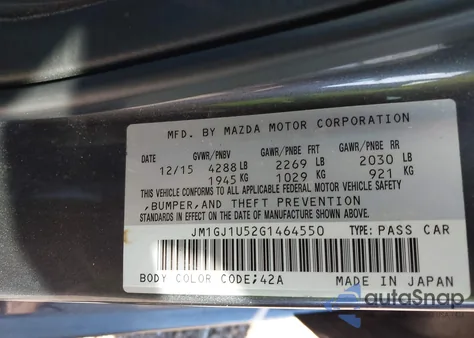 MFD. BY MAZDA MOTOR CORPORATION
DATE GVWR/PNBV GAWR/PNBE FRT GAWR/PNBE RR
12/15 4288 LB 2269 LB 2030 LB
1945 KG 1029 KG 921 KG
THIS VEHICLE CONFORMS TO ALL APPLICABLE FEDERAL MOTOR VEHICLE SAFETY,
,BUMPER,AND THEFT PREVENTION
STANDARDS IN EFFECT ON THE DATE OF MANUFACTURE SHOWN ABOVE.
JM1GJ1U52G1464550 TYPE: PASS CAR
BODY COLOR CODE;42A MADE IN JAPAN
autoSnap